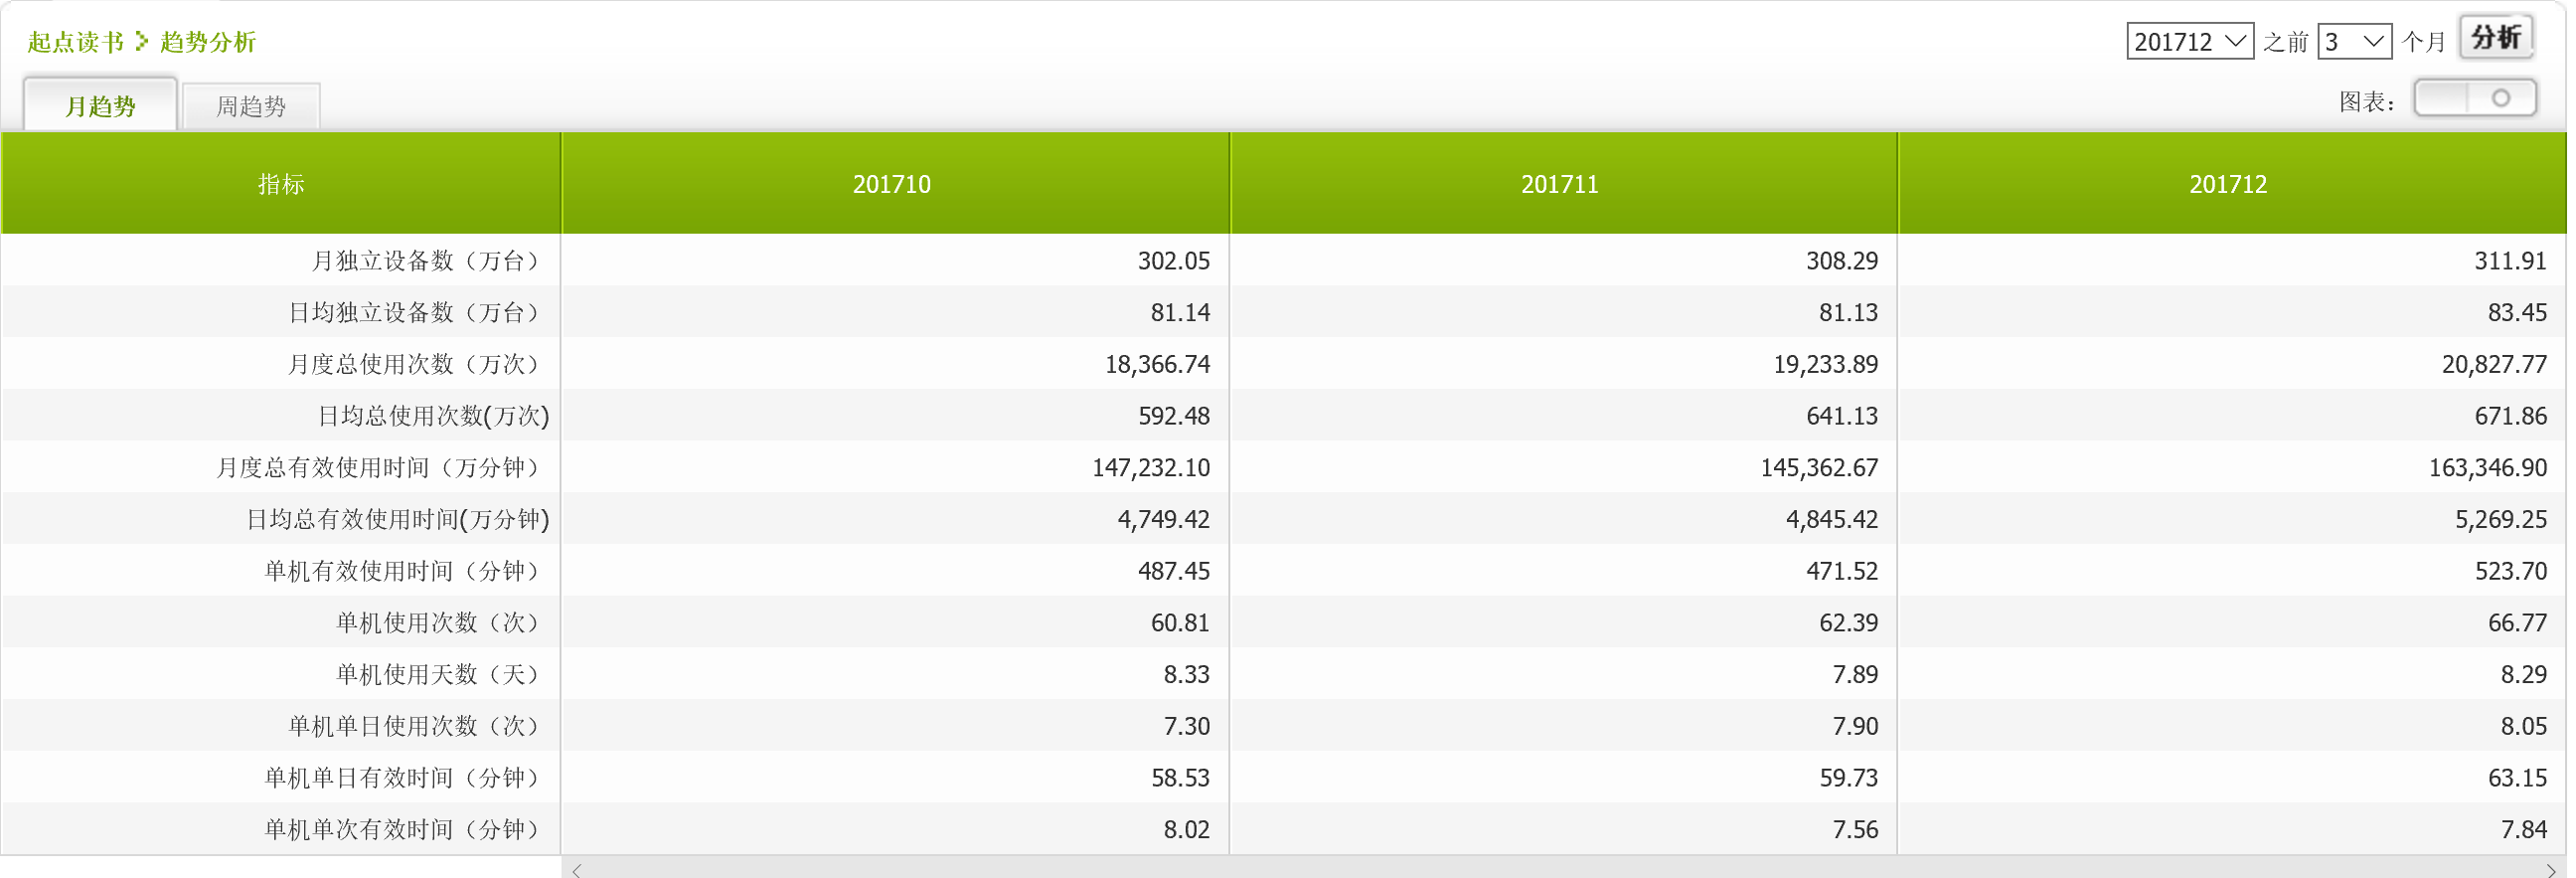 起点读书 > 趋势分析
201712 之前 3 个月 分析
月趋势 周趋势
图表：
指标 201710 201711 201712
月独立设备数（万台） 302.05 308.29 311.91
日均独立设备数（万台） 81.14 81.13 83.45
月度总使用次数（万次） 18,366.74 19,233.89 20,827.77
日均总使用次数(万次) 592.48 641.13 671.86
月度总有效使用时间（万分钟） 147,232.10 145,362.67 163,346.90
日均总有效使用时间(万分钟) 4,749.42 4,845.42 5,269.25
单机有效使用时间（分钟） 487.45 471.52 523.70
单机使用次数（次） 60.81 62.39 66.77
单机使用天数（天） 8.33 7.89 8.29
单机单日使用次数（次） 7.30 7.90 8.05
单机单日有效时间（分钟） 58.53 59.73 63.15
单机单次有效时间（分钟） 8.02 7.56 7.84